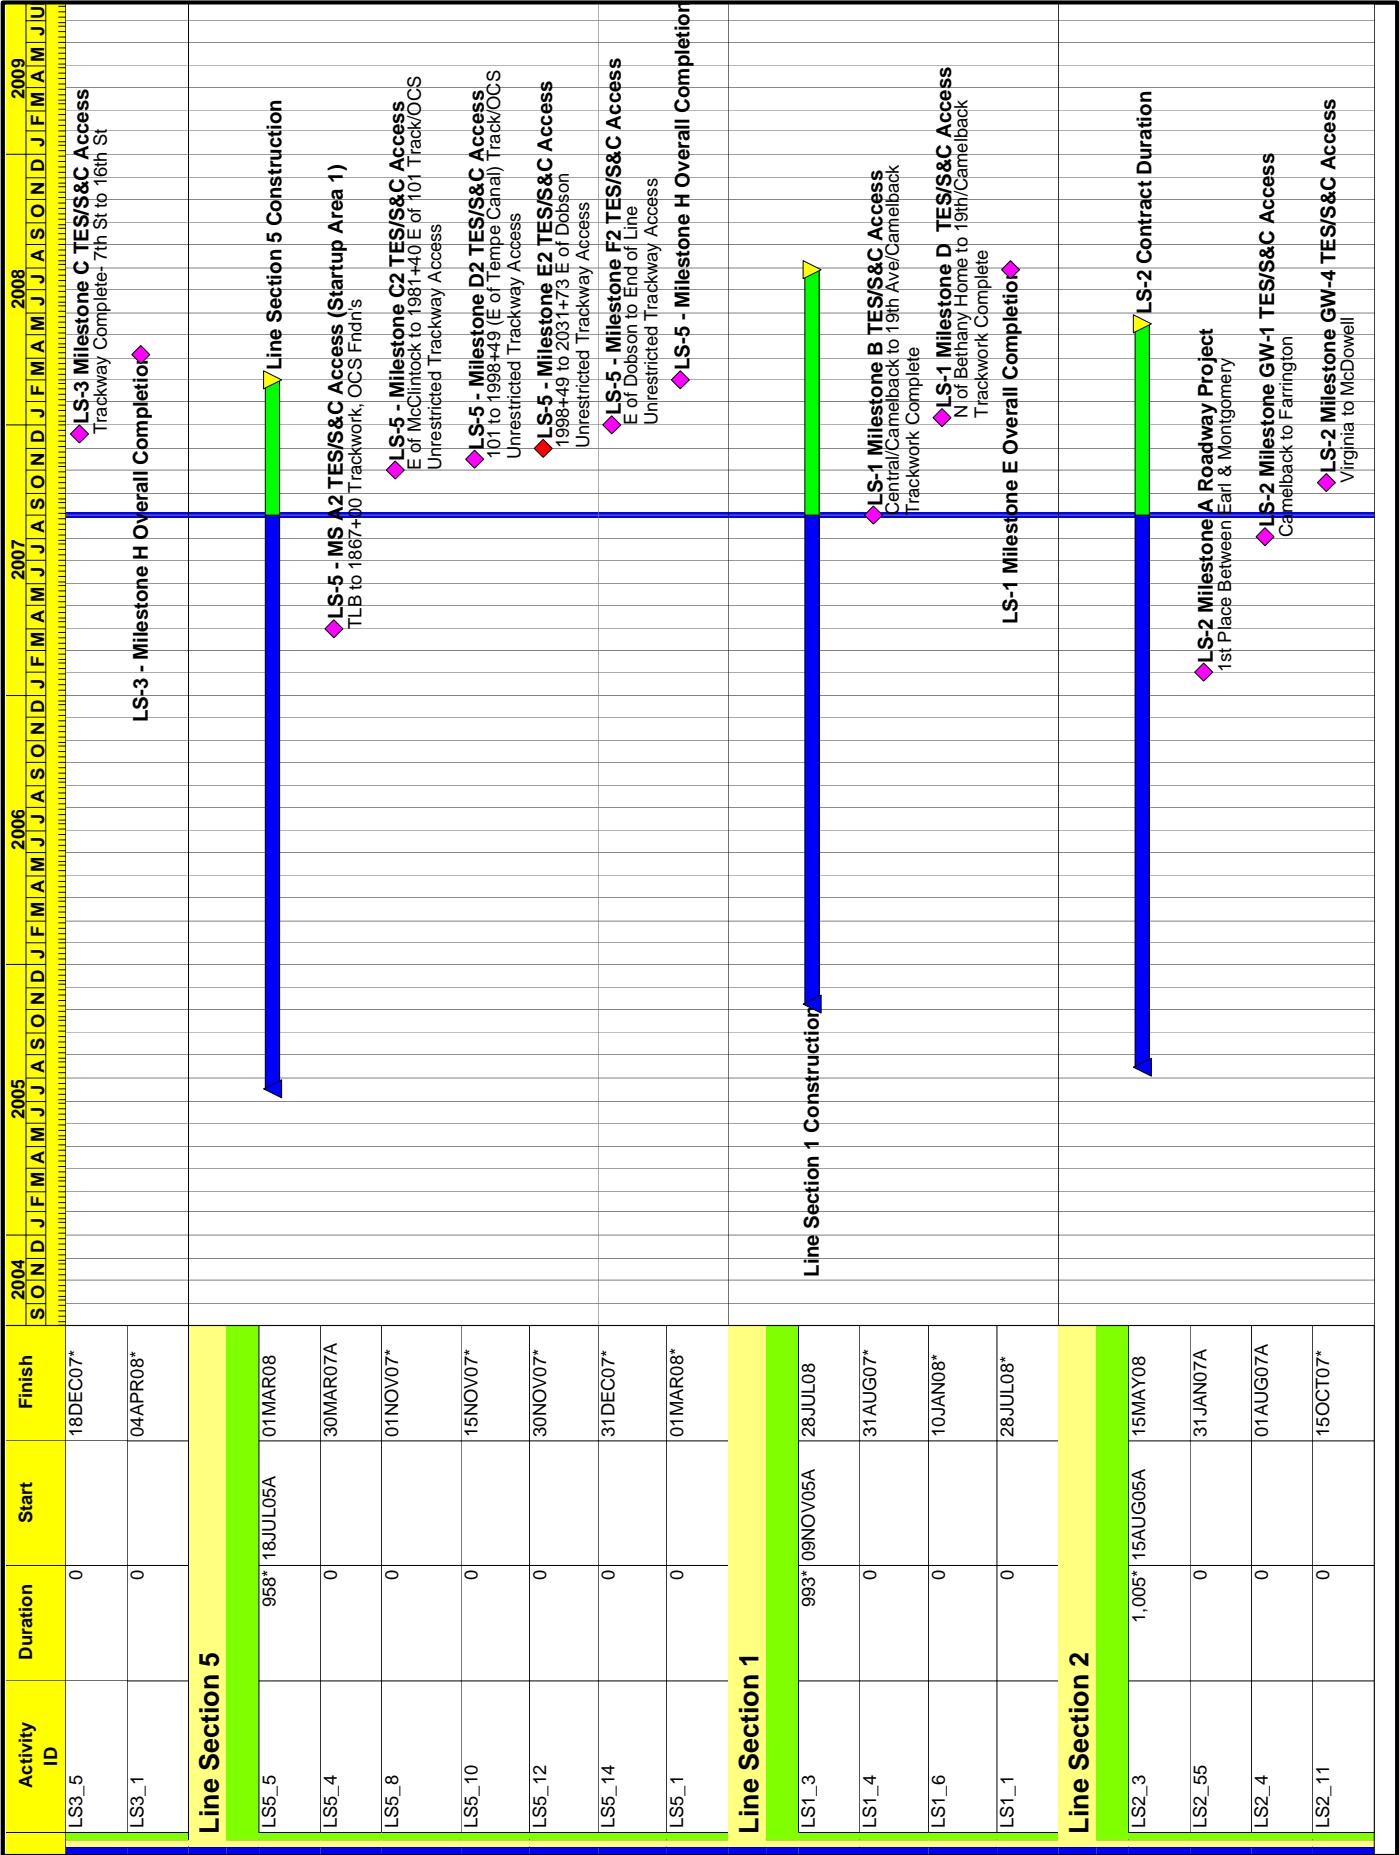 Activity ID Duration Start Finish 2004 2005 2006 2007 2008 2009
S O N D J F M A M J J A S O N D J F M A M J J A S O N D J F M A M J J A S O N D J F M A M J J A S O N D J F M A M J U
LS3_5 0 18DEC07* LS-3 Milestone C TES/S&C Access
Trackway Complete- 7th St to 16th St
LS3_1 0 04APR08* LS-3 - Milestone H Overall Completion
Line Section 5
LS5_5 958* 18JUL05A 01MAR08 Line Section 5 Construction
LS5_4 0 30MAR07A LS-5 - MS A2 TES/S&C Access (Startup Area 1)
TLB to 1867+00 Trackwork, OCS Fndn's
LS5_8 0 01NOV07* LS-5 - Milestone C2 TES/S&C Access
E of McClintock to 1981+40 E of 101 Track/OCS
Unrestricted Trackway Access
LS5_10 0 15NOV07* LS-5 - Milestone D2 TES/S&C Access
101 to 1998+49 (E of Tempe Canal) Track/OCS
Unrestricted Trackway Access
LS5_12 0 30NOV07* LS-5 - Milestone E2 TES/S&C Access
1998+49 to 2031+73 E of Dobson
Unrestricted Trackway Access
LS5_14 0 31DEC07* LS-5 - Milestone F2 TES/S&C Access
E of Dobson to End of Line
Unrestricted Trackway Access
LS5_1 0 01MAR08* LS-5 - Milestone H Overall Completion
Line Section 1
LS1_3 993* 09NOV05A 28JUL08 Line Section 1 Construction
LS1_4 0 31AUG07* LS-1 Milestone B TES/S&C Access
Central/Camelback to 19th Ave/Camelback
Trackwork Complete
LS1_6 0 10JAN08* LS-1 Milestone D TES/S&C Access
N of Bethany Home to 19th/Camelback
Trackwork Complete
LS1_1 0 28JUL08* LS-1 Milestone E Overall Completion
Line Section 2
LS2_3 1,005* 15AUG05A 15MAY08 LS-2 Contract Duration
LS2_55 0 31JAN07A LS-2 Milestone A Roadway Project
1st Place Between Earl & Montgomery
LS2_4 0 01AUG07A LS-2 Milestone GW-1 TES/S&C Access
Camelback to Farrington
LS2_11 0 15OCT07* LS-2 Milestone GW-4 TES/S&C Access
Virginia to McDowell